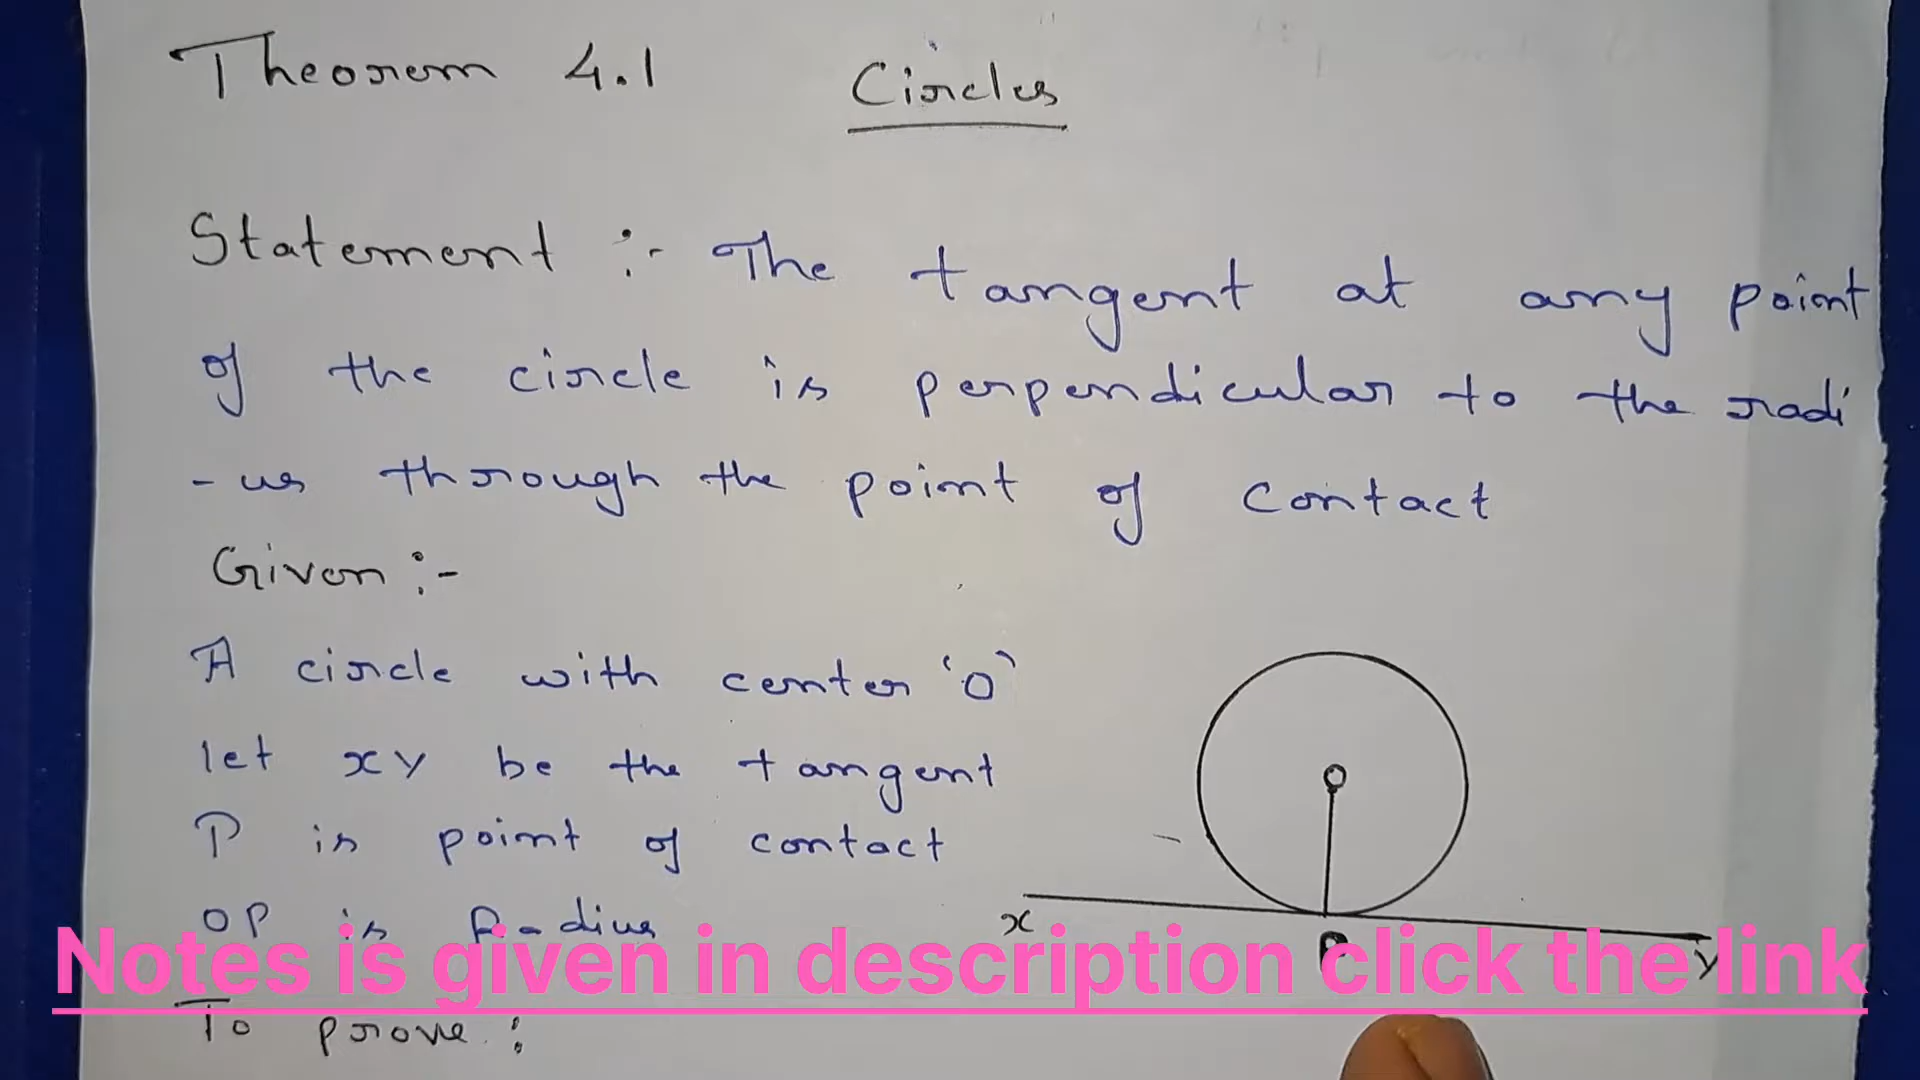 Theorem 4.1 Circles
Statement :- The tangent at any point
of the circle is perpendicular to the radi
-us through the point of contact
Given :-
A circle with center 'O'
let xy be the tangent
P is point of contact
OP is Radius
O
x
P
y
Notes is given in description click the link
To prove :